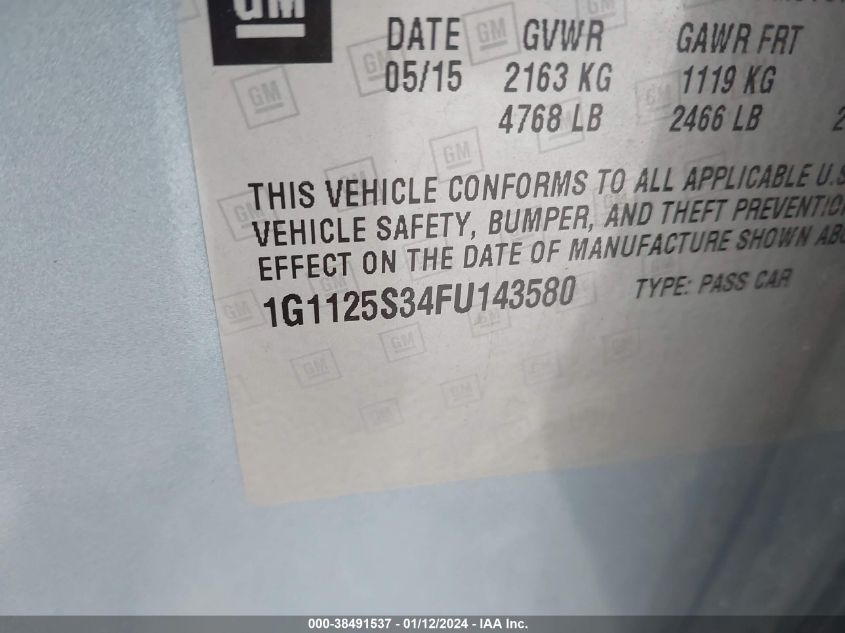 GM
DATE GVWR GAWR FRT
05/15 2163 KG 1119 KG
4768 LB 2466 LB
THIS VEHICLE CONFORMS TO ALL APPLICABLE U.S
VEHICLE SAFETY, BUMPER, AND THEFT PREVENTIO
EFFECT ON THE DATE OF MANUFACTURE SHOWN ABO
1G1125S34FU143580 TYPE: PASS CAR
000-38491537 - 01/12/2024 - IAA Inc.